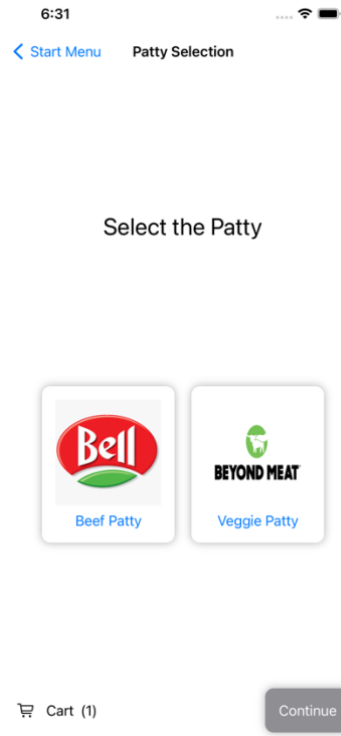 6:31
Start Menu Patty Selection
Select the Patty
Bell
BEYOND MEAT
Beef Patty
Veggie Patty
Cart (1)
Continue